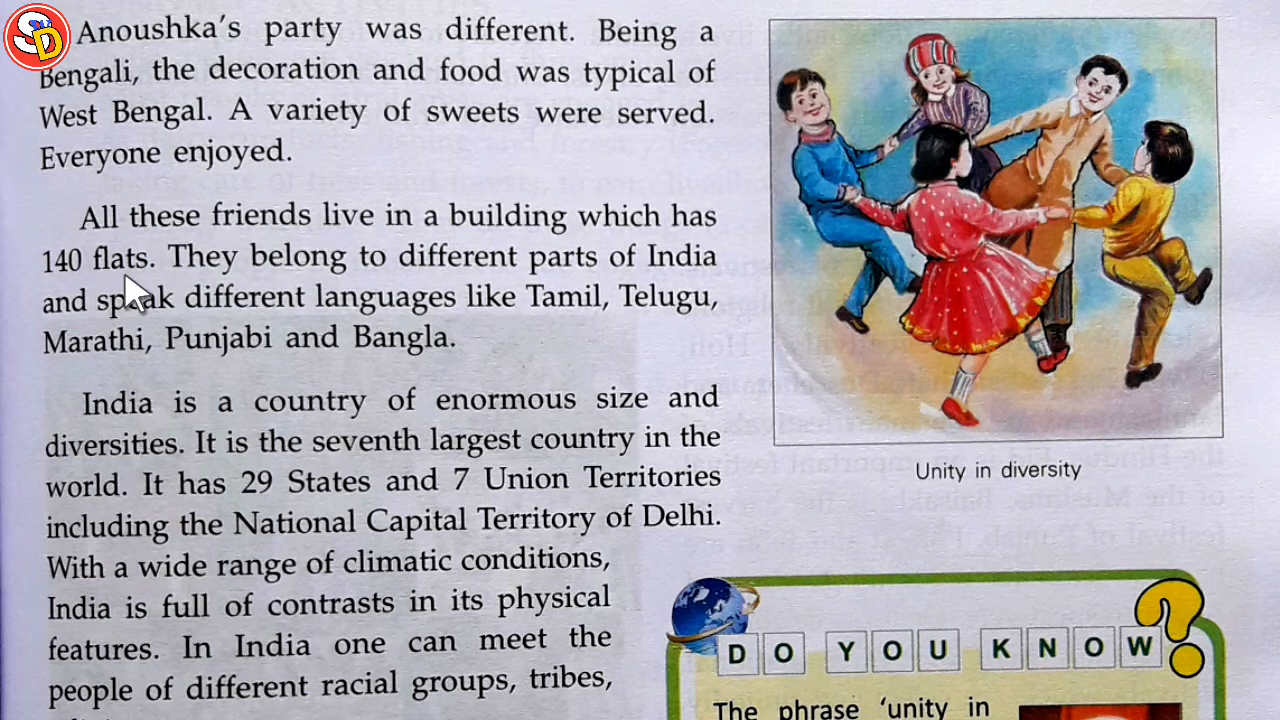 SD
Anoushka's party was different. Being a
Bengali, the decoration and food was typical of
West Bengal. A variety of sweets were served.
Everyone enjoyed.
All these friends live in a building which has
140 flats. They belong to different parts of India
and speak different languages like Tamil, Telugu,
Marathi, Punjabi and Bangla.
India is a country of enormous size and
diversities. It is the seventh largest country in the
world. It has 29 States and 7 Union Territories
including the National Capital Territory of Delhi.
With a wide range of climatic conditions,
India is full of contrasts in its physical
features. In India one can meet the
people of different racial groups, tribes,
Unity in diversity
DO YOU KNOW ?
The phrase 'unity in